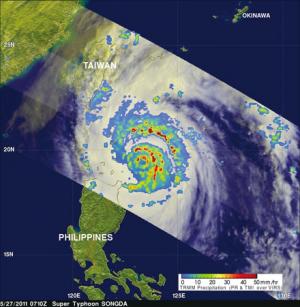 OKINAWA
25N
TAIWAN
20N
PHILIPPINES
15N
0 10 20 30 40 50mm/hr
TRMM Precipitation (PR & TMI over VIRS)
120E 125E
5/27/2011 0710Z Super Typhoon SONGDA